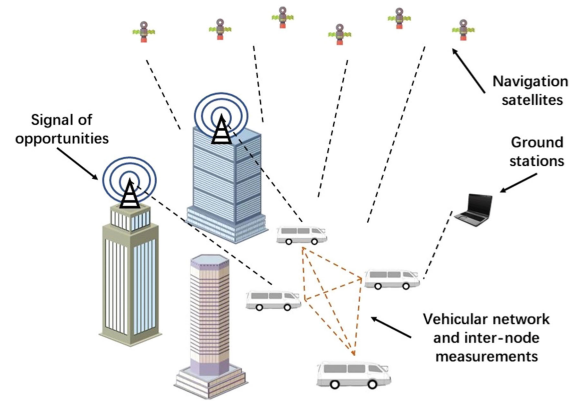 Navigation
satellites
Signal of
opportunities
Ground
stations
Vehicular network
and inter-node
measurements